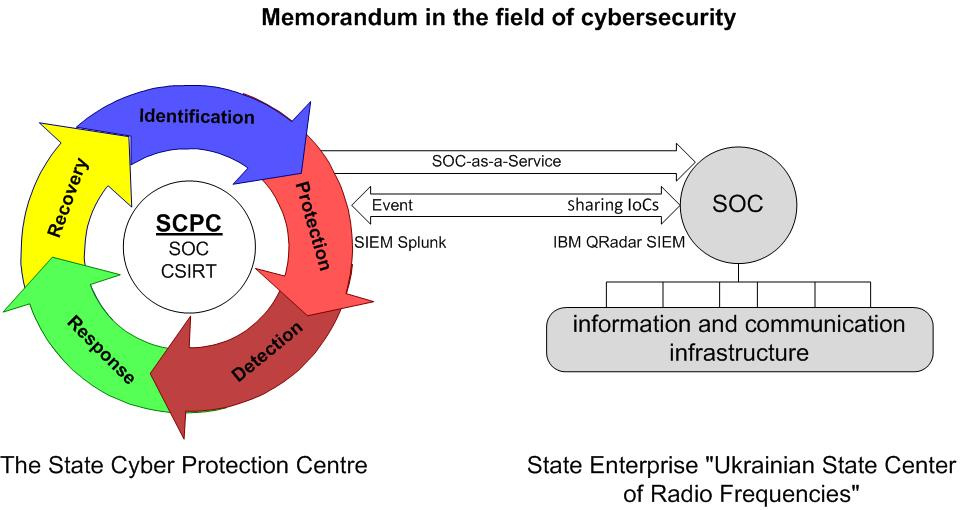 Memorandum in the field of cybersecurity
Identification
Protection
Detection
Response
Recovery
SCPC
SOC
CSIRT
SOC-as-a-Service
Event
Sharing IoCs
SIEM Splunk
IBM QRadar SIEM
SOC
information and communication
infrastructure
The State Cyber Protection Centre
State Enterprise "Ukrainian State Center
of Radio Frequencies"